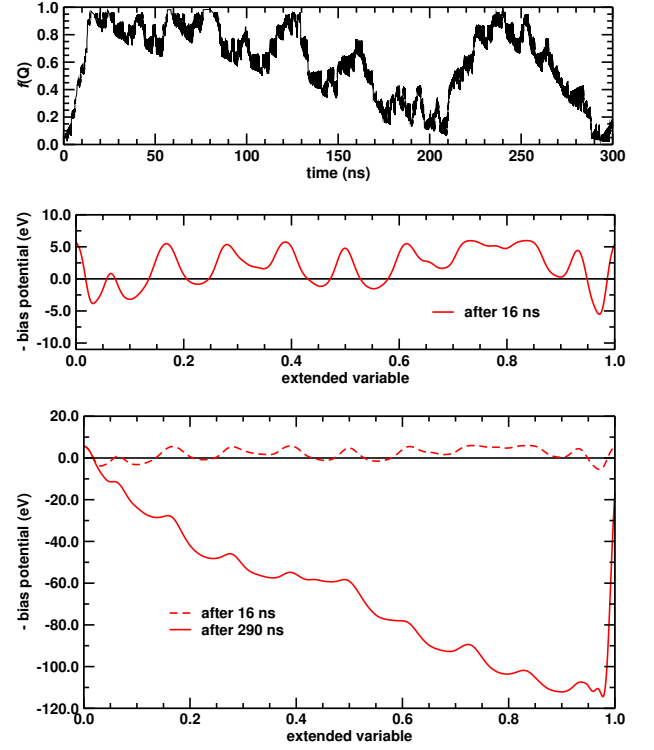 f(Q)
1.0
0.8
0.6
0.4
0.2
0.0
0 50 100 150 200 250 300
time (ns)
- bias potential (eV)
10.0
5.0
0.0
-5.0
-10.0
after 16 ns
0.0 0.2 0.4 0.6 0.8 1.0
extended variable
- bias potential (eV)
20.0
0.0
-20.0
-40.0
-60.0
-80.0
-100.0
-120.0
after 16 ns
after 290 ns
0.0 0.2 0.4 0.6 0.8 1.0
extended variable